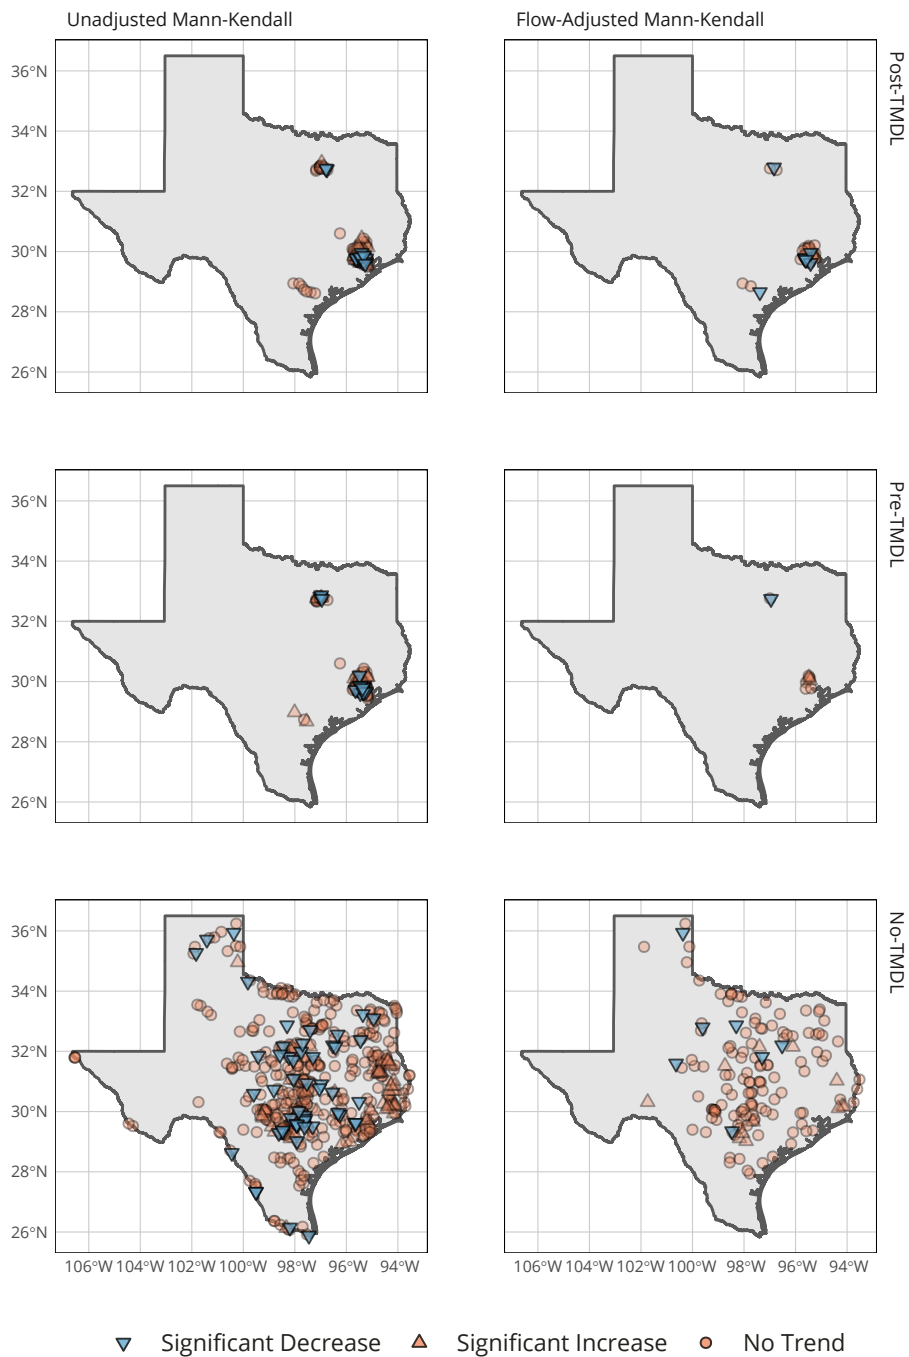 Unadjusted Mann-Kendall
Flow-Adjusted Mann-Kendall
36°N
34°N
32°N
30°N
28°N
26°N
Post-TMDL
36°N
34°N
32°N
30°N
28°N
26°N
Pre-TMDL
36°N
34°N
32°N
30°N
28°N
26°N
No-TMDL
106°W 104°W 102°W 100°W 98°W 96°W 94°W
106°W 104°W 102°W 100°W 98°W 96°W 94°W
Significant Decrease Significant Increase No Trend